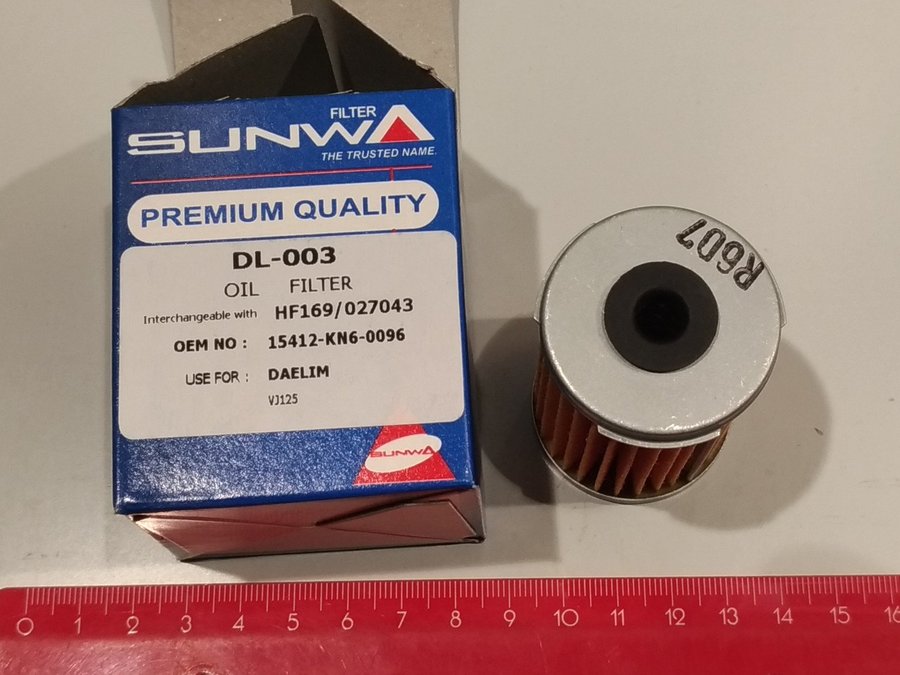 FILTER
SUNWA
THE TRUSTED NAME.
PREMIUM QUALITY
DL-003
OIL FILTER
Interchangeable with HF169/027043
OEM NO : 15412-KN6-0096
USE FOR : DAELIM
VJ125
SUNWA
R607
0 1 2 3 4 5 6 7 8 9 10 11 12 13 14 15 16